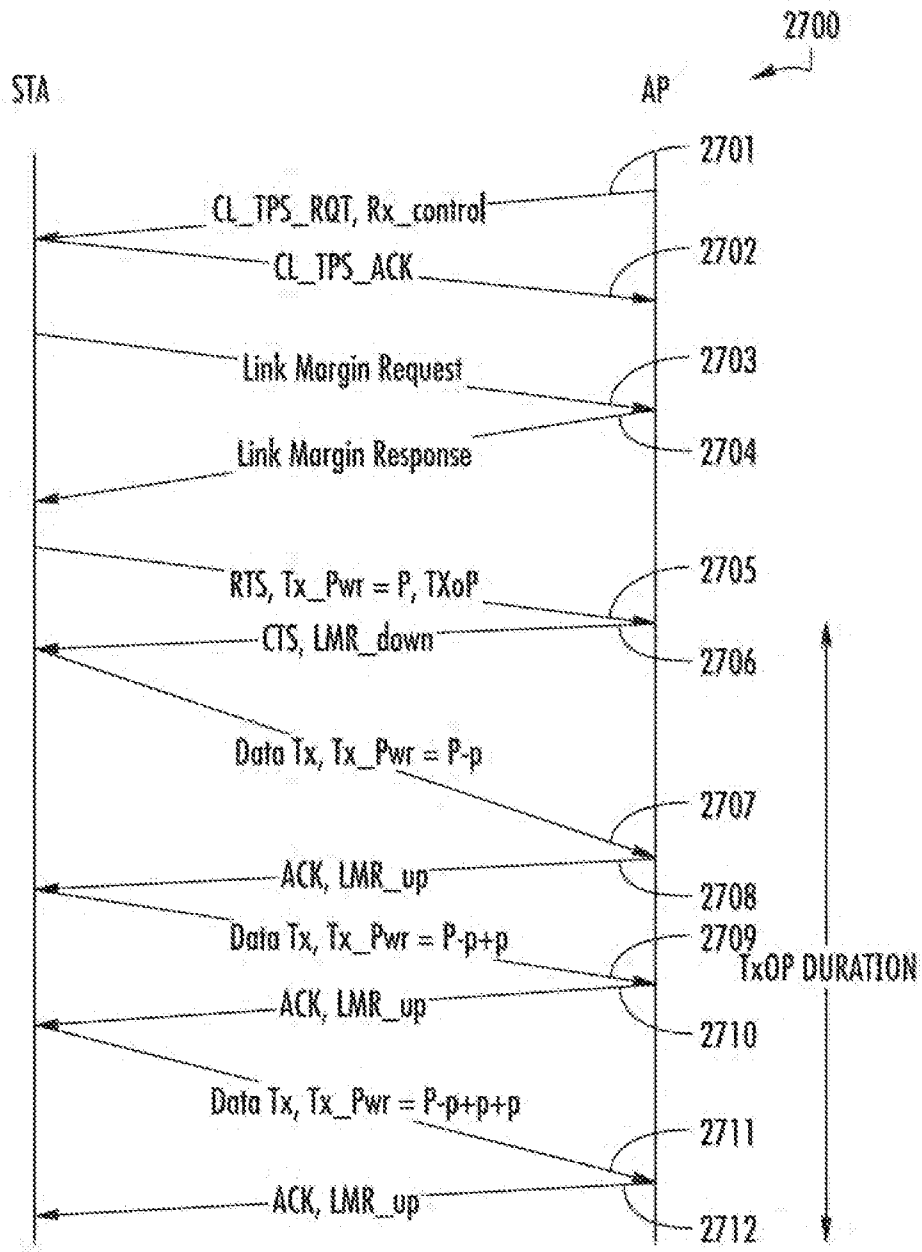 2700
STA
AP
2701
CL_TPS_RQT, Rx_control
2702
CL_TPS_ACK
2703
Link Margin Request
2704
Link Margin Response
2705
RTS, Tx_Pwr = P, TXoP
CTS, LMR_down
2706
Data Tx, Tx_Pwr = P-p
2707
ACK, LMR_up
2708
2709
Data Tx, Tx_Pwr = P-p+p
TxOP DURATION
ACK, LMR_up
2710
Data Tx, Tx_Pwr = P-p+p+p
2711
ACK, LMR_up
2712